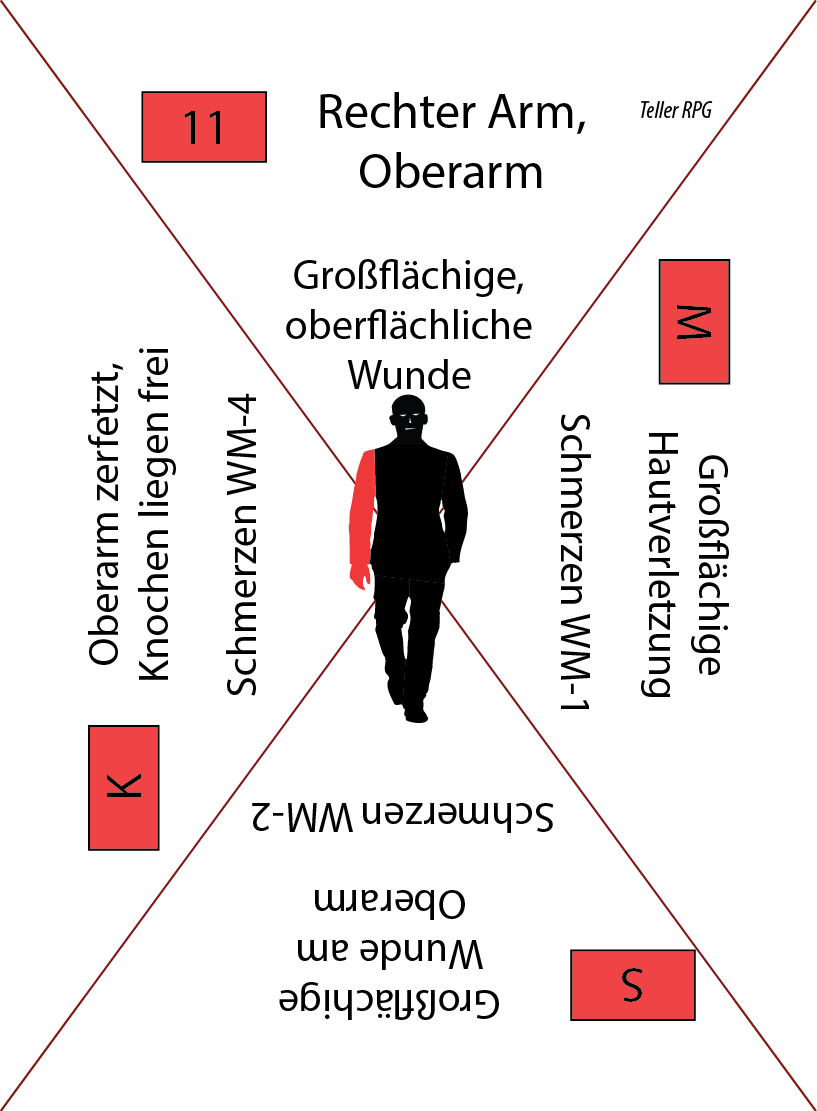 11
Rechter Arm,
Oberarm
Teller RPG
Großflächige,
oberflächliche
Wunde
M
Großflächige
Hautverletzung
Schmerzen WM-1
S
Großflächige
Wunde am
Oberarm
Schmerzen WM-2
K
Oberarm zerfetzt,
Knochen liegen frei
Schmerzen WM-4